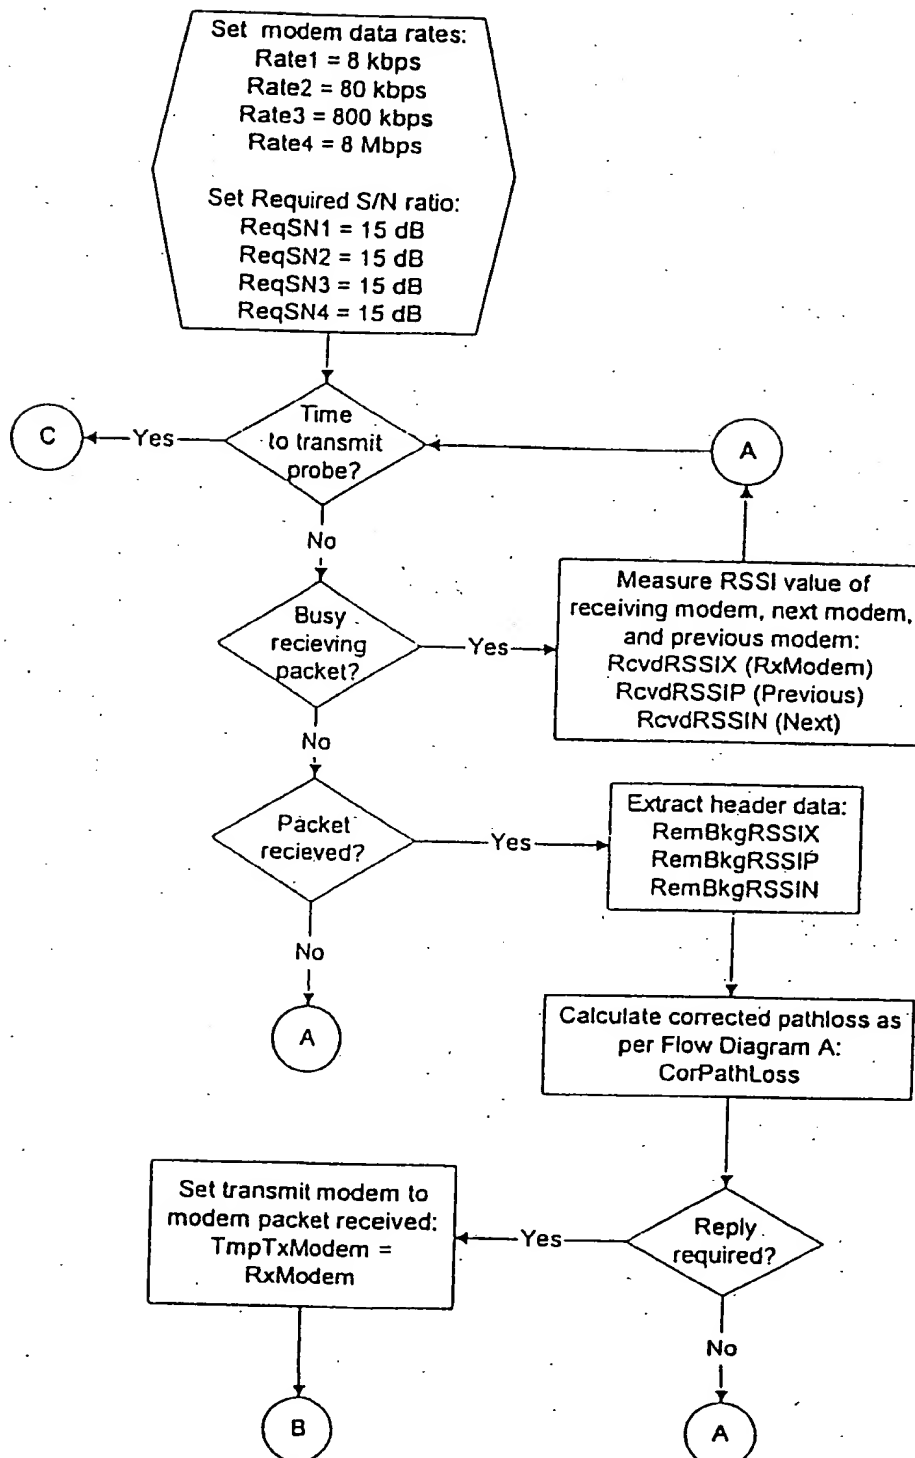 Set modem data rates:
Rate1 = 8 kbps
Rate2 = 80 kbps
Rate3 = 800 kbps
Rate4 = 8 Mbps
Set Required S/N ratio:
ReqSN1 = 15 dB
ReqSN2 = 15 dB
ReqSN3 = 15 dB
ReqSN4 = 15 dB
Time
to transmit
probe?
Yes
C
A
No
Busy
recieving
packet?
Yes
Measure RSSI value of
receiving modem, next modem,
and previous modem:
RcvdRSSIX (RxModem)
RcvdRSSIP (Previous)
RcvdRSSIN (Next)
No
Packet
recieved?
Yes
Extract header data:
RemBkgRSSIX
RemBkgRSSIP
RemBkgRSSIN
No
A
Calculate corrected pathloss as
per Flow Diagram A:
CorPathLoss
Reply
required?
Yes
Set transmit modem to
modem packet received:
TmpTxModem =
RxModem
No
B
A